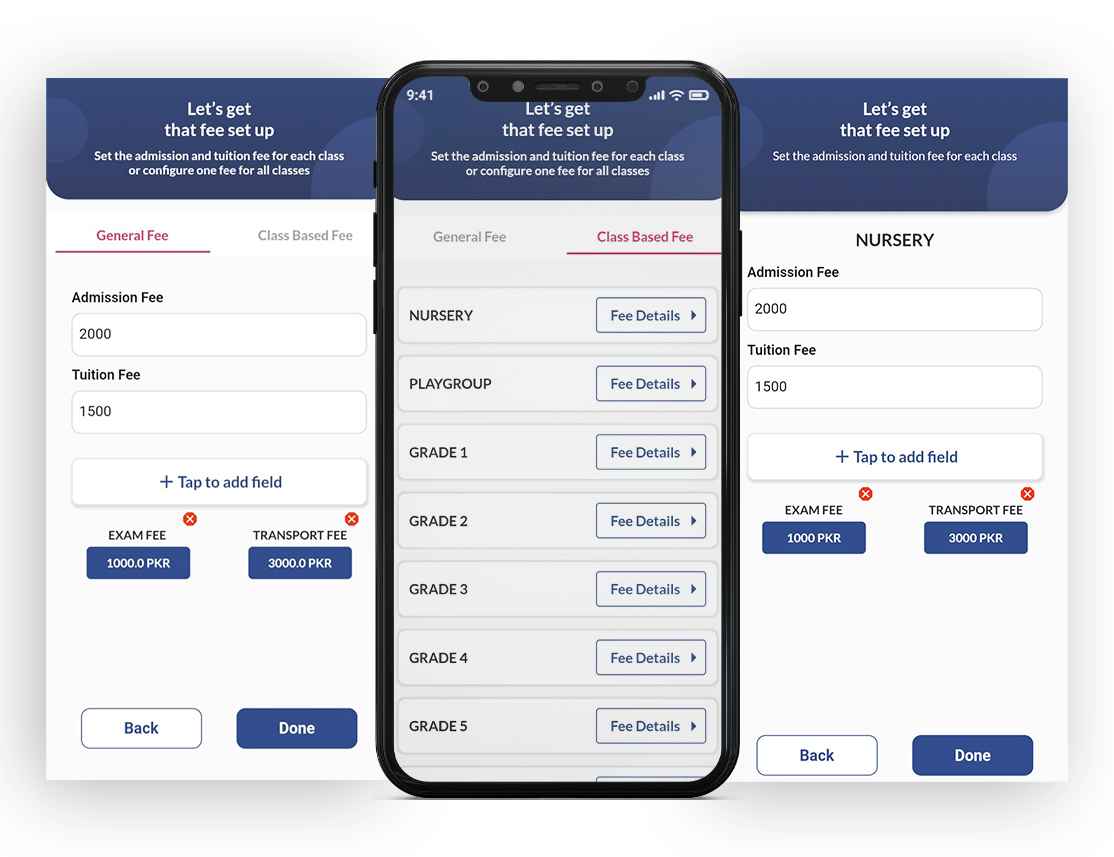 Let's get
that fee set up
Set the admission and tuition fee for each class
or configure one fee for all classes
General Fee
Class Based Fee
Admission Fee
2000
Tuition Fee
1500
+ Tap to add field
EXAM FEE
TRANSPORT FEE
1000.0 PKR
3000.0 PKR
Back
Done
9:41
Let's get
that fee set up
Set the admission and tuition fee for each class
or configure one fee for all classes
General Fee
Class Based Fee
NURSERY
Fee Details
PLAYGROUP
Fee Details
GRADE 1
Fee Details
GRADE 2
Fee Details
GRADE 3
Fee Details
GRADE 4
Fee Details
GRADE 5
Fee Details
Let's get
that fee set up
Set the admission and tuition fee for each class
NURSERY
Admission Fee
2000
Tuition Fee
1500
+ Tap to add field
EXAM FEE
TRANSPORT FEE
1000 PKR
3000 PKR
Back
Done